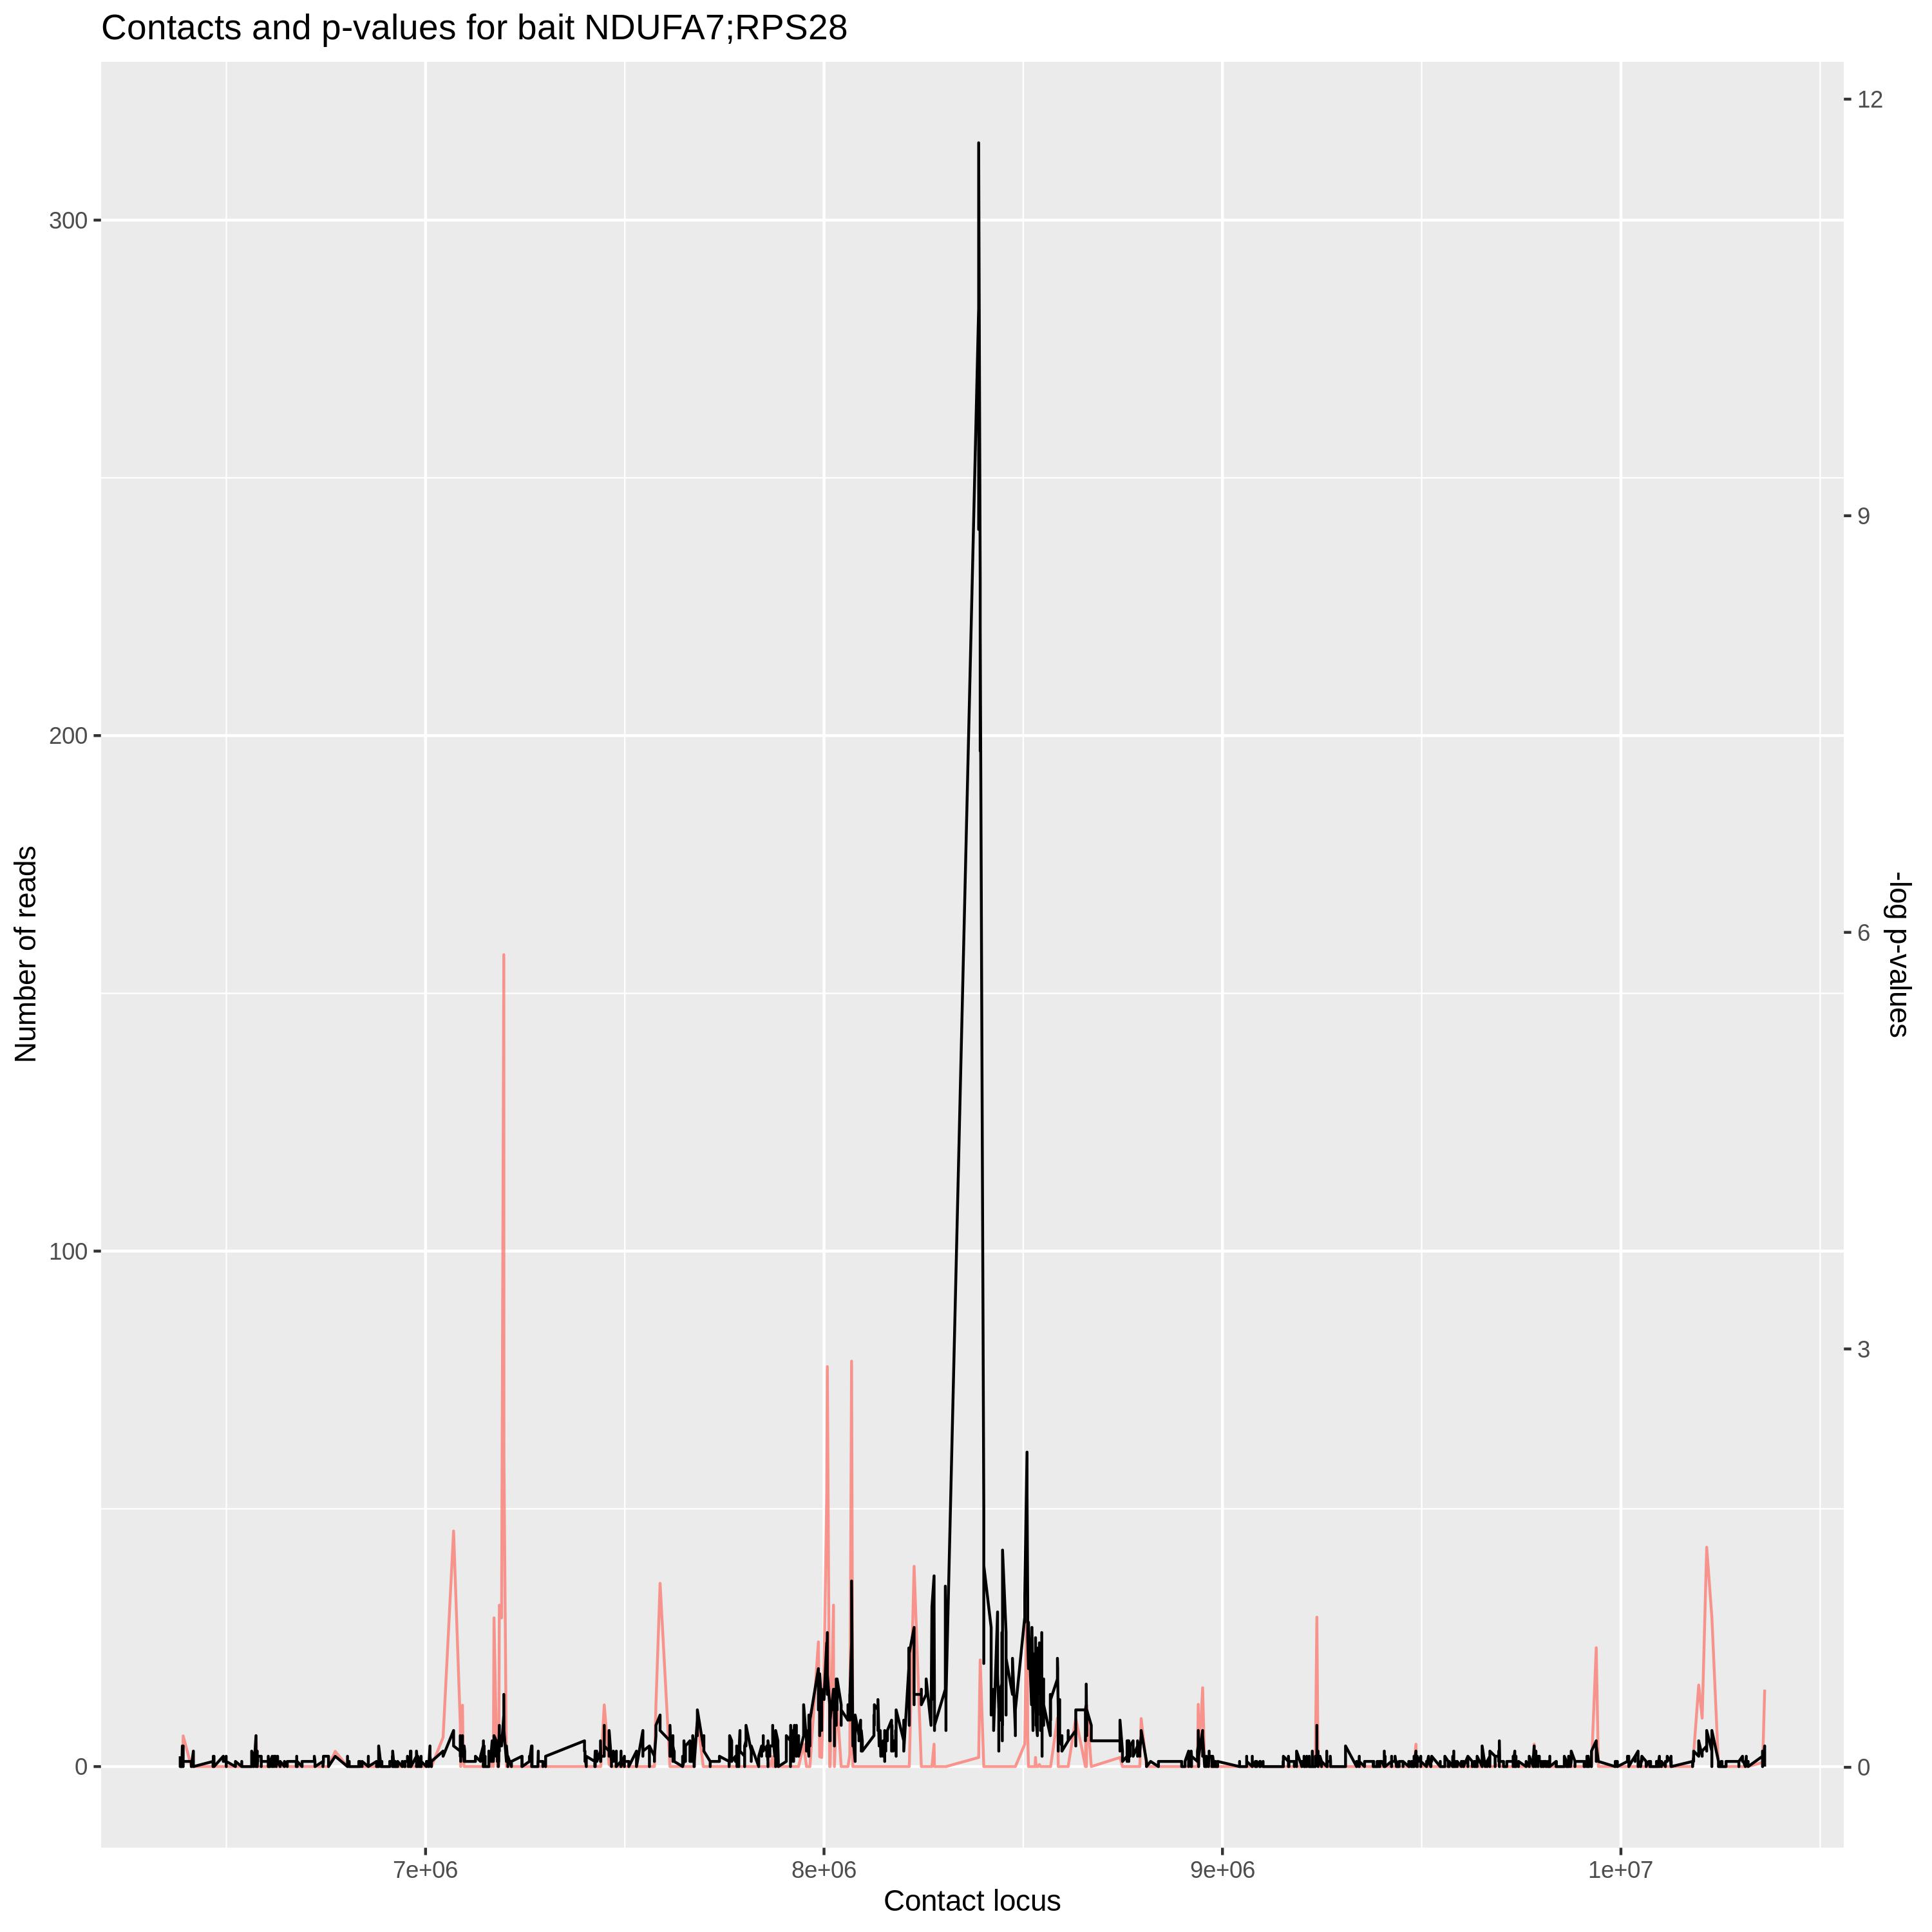 Contacts and p-values for bait NDUFA7;RPS28
12
300
9
200
6
Number of reads
-log p-values
100
3
0
0
7e+06
8e+06
9e+06
1e+07
Contact locus